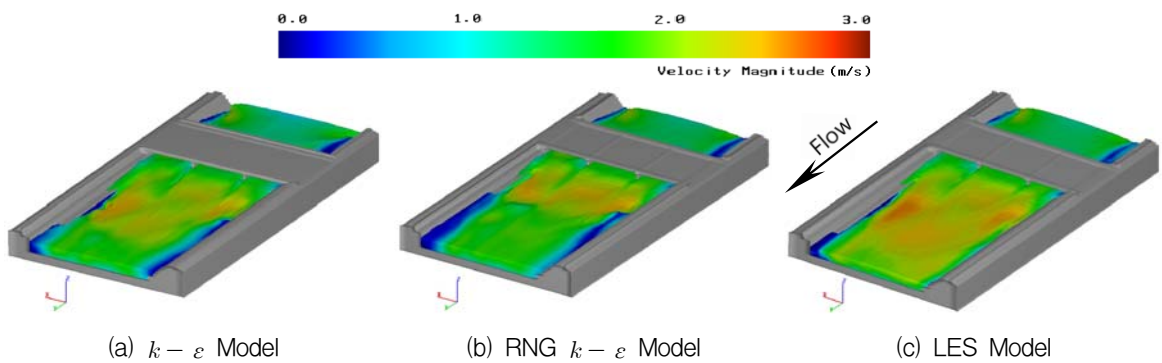 0.0 1.0 2.0 3.0
Velocity Magnitude (m/s)
Flow
(a) k − ε Model
(b) RNG k − ε Model
(c) LES Model